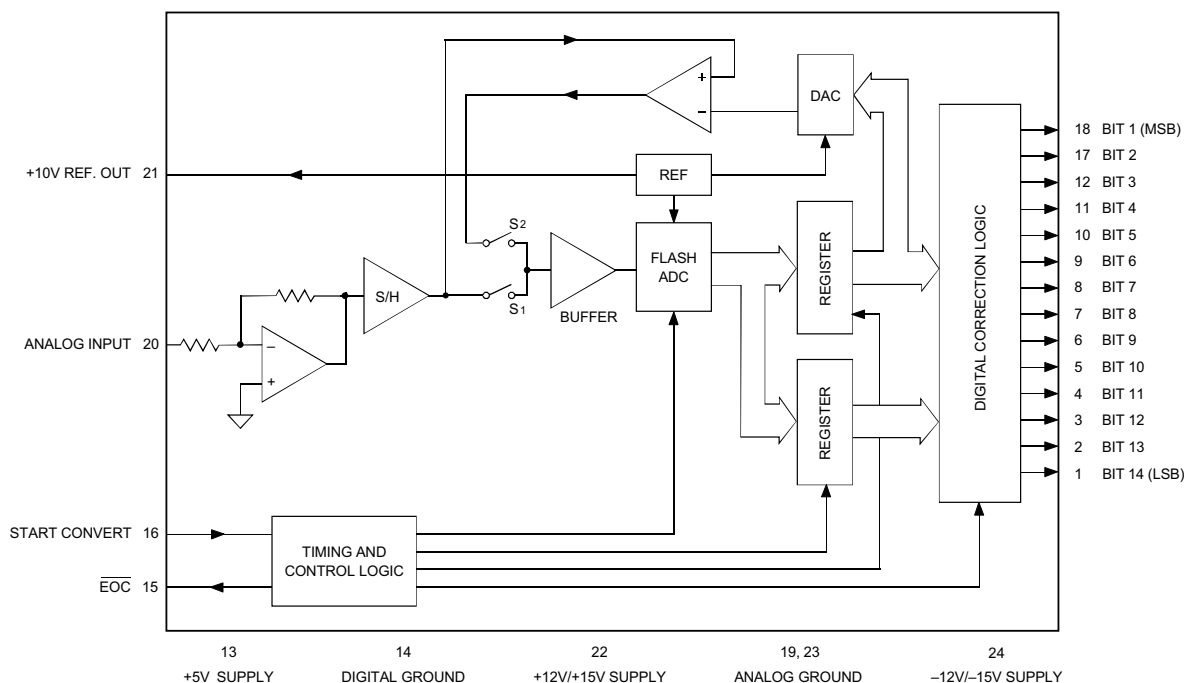 +
−
DAC
18 BIT 1 (MSB)
17 BIT 2
+10V REF. OUT 21
REF
12 BIT 3
11 BIT 4
S2
10 BIT 5
FLASH
ADC
REGISTER
9 BIT 6
S/H
8 BIT 7
S1
7 BIT 8
BUFFER
DIGITAL CORRECTION LOGIC
ANALOG INPUT 20
−
+
6 BIT 9
5 BIT 10
4 BIT 11
REGISTER
3 BIT 12
2 BIT 13
1 BIT 14 (LSB)
START CONVERT 16
TIMING AND
CONTROL LOGIC
EOC 15
13 14 22 19, 23 24
+5V SUPPLY DIGITAL GROUND +12V/+15V SUPPLY ANALOG GROUND –12V/–15V SUPPLY